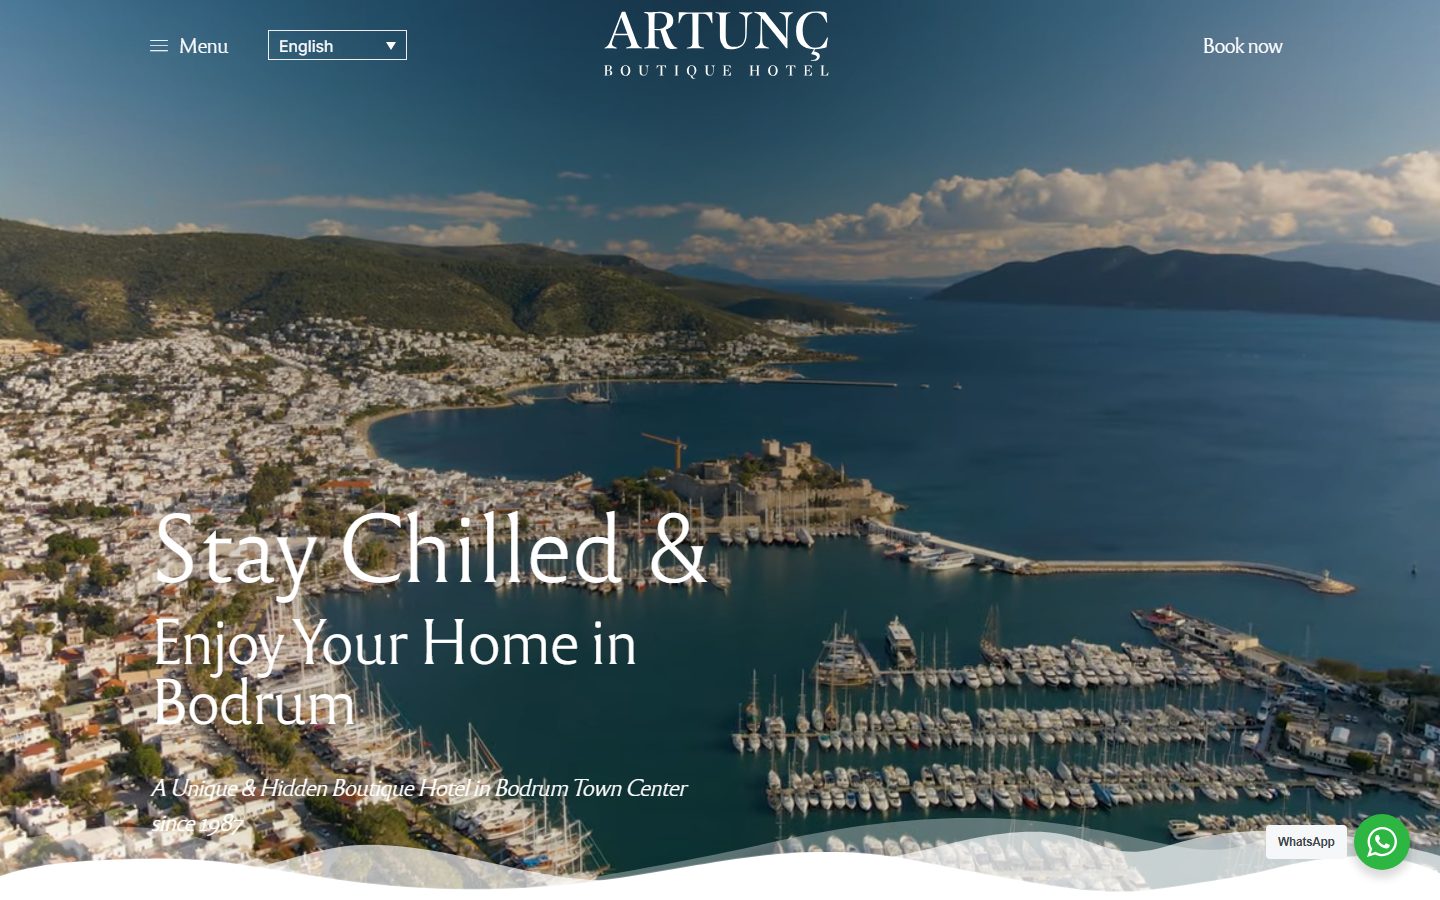 Menu
English
ARTUNÇ
BOUTIQUE HOTEL
Book now
Stay Chilled &
Enjoy Your Home in
Bodrum
A Unique & Hidden Boutique Hotel in Bodrum Town Center
since 1987
WhatsApp